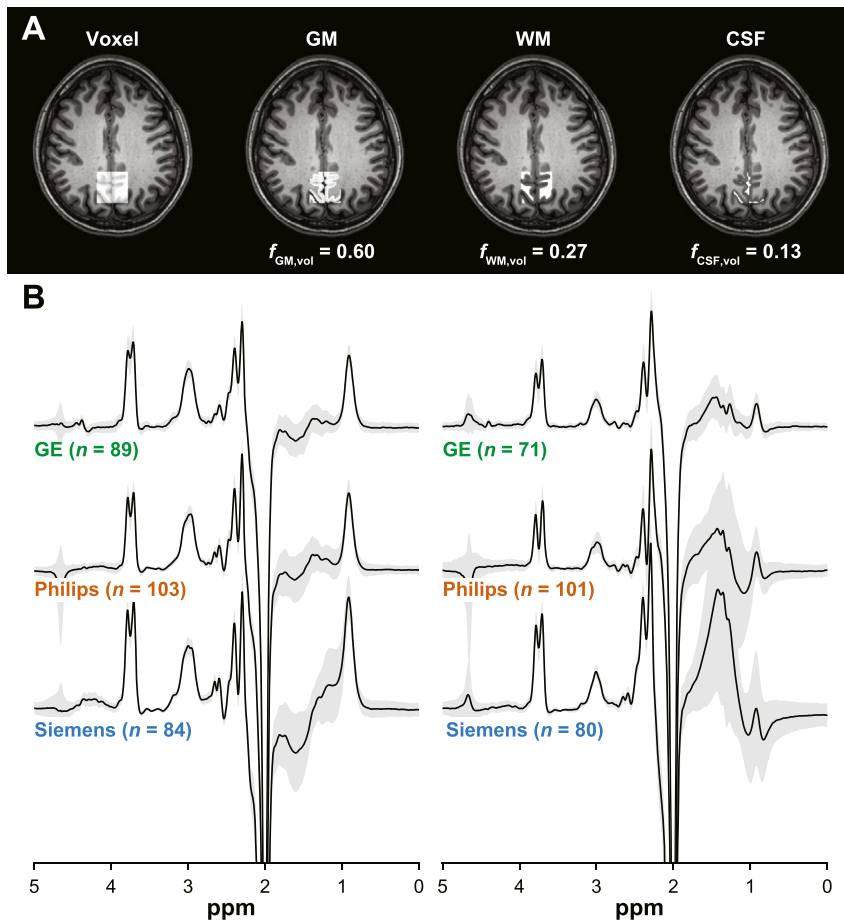 A
Voxel GM WM CSF
fGM,vol = 0.60 fWM,vol = 0.27 fCSF,vol = 0.13
B
GE (n = 89) GE (n = 71)
Philips (n = 103) Philips (n = 101)
Siemens (n = 84) Siemens (n = 80)
5 4 3 2 1 0 5 4 3 2 1 0
ppm ppm